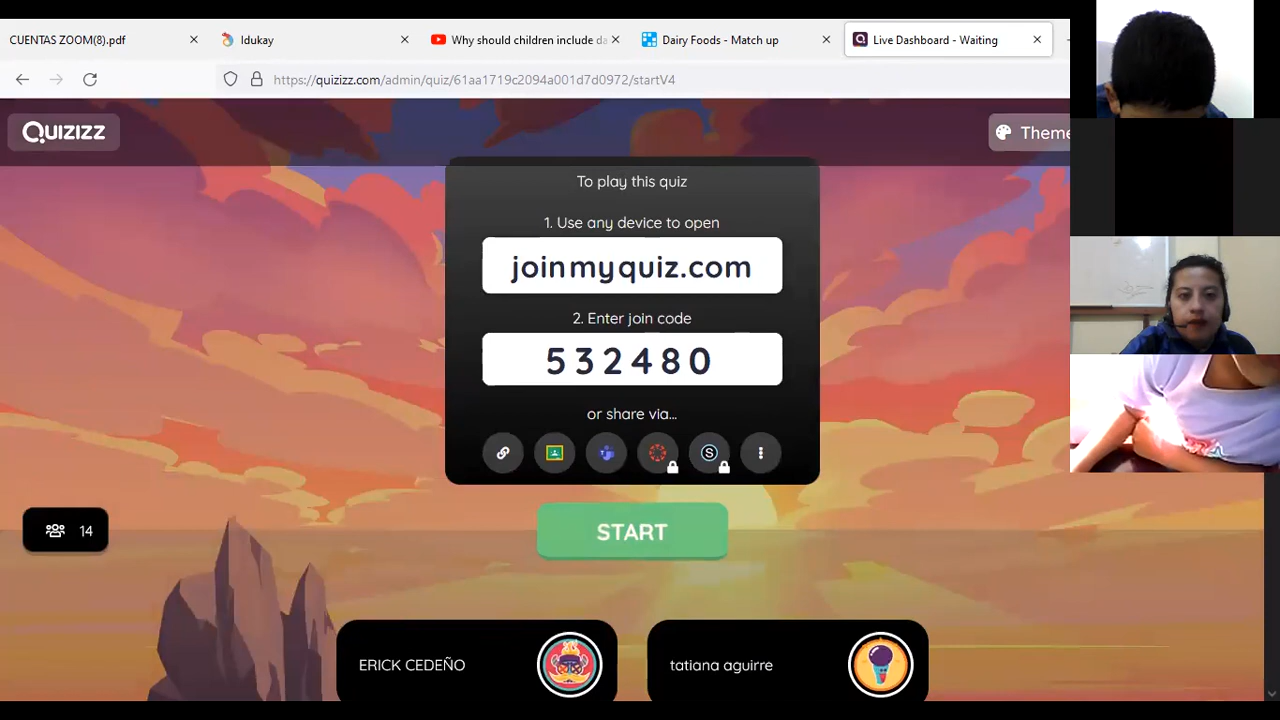 CUENTAS ZOOM(8).pdf
Idukay
Why should children include da
Dairy Foods - Match up
Live Dashboard - Waiting
https://quizizz.com/admin/quiz/61aa1719c2094a001d7d0972/startV4
QUIZIZZ
Theme
To play this quiz
1. Use any device to open
joinmyquiz.com
2. Enter join code
532480
or share via...
START
14
ERICK CEDEÑO
tatiana aguirre